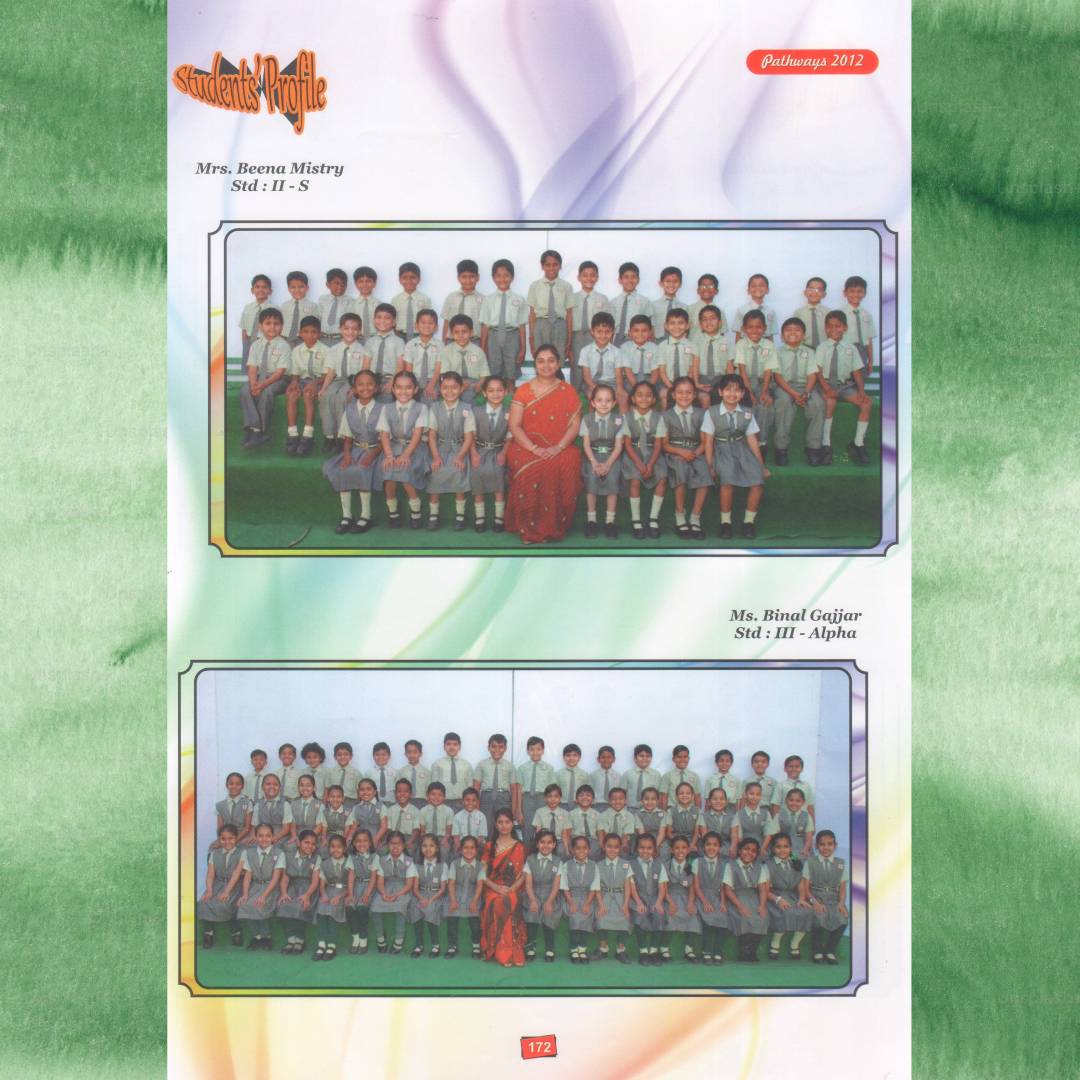 Students' Profile
Pathways 2012
Mrs. Beena Mistry
Std : II - S
Ms. Binal Gajjar
Std : III - Alpha
172